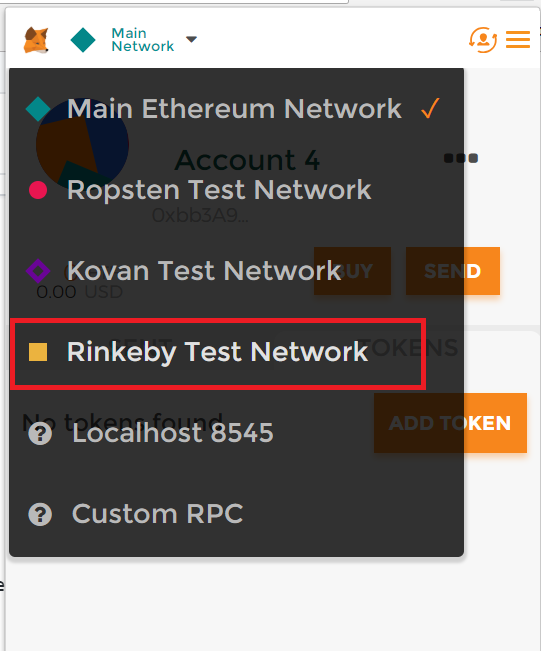 Main
Network
Main Ethereum Network
Account 4
Ropsten Test Network
0xbb3A9...
Kovan Test Network
BUY
SEND
0.00 USD
Rinkeby Test Network
SENT
TOKENS
No tokens found
ADD TOKEN
Localhost 8545
Custom RPC
e